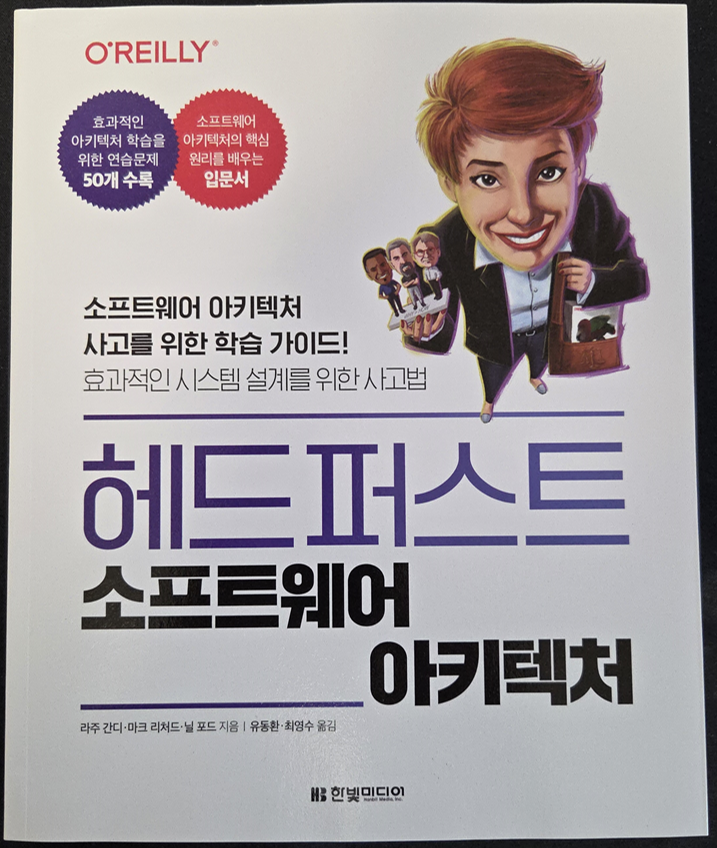 O'REILLY®
효과적인
아키텍처 학습을
위한 연습문제
50개 수록
소프트웨어
아키텍처의 핵심
원리를 배우는
입문서
소프트웨어 아키텍처
사고를 위한 학습 가이드!
효과적인 시스템 설계를 위한 사고법
헤드 퍼스트
소프트웨어
아키텍처
라주 간디·마크 리처드·닐 포드 지음 | 유동환·최영수 옮김
HB 한빛미디어
Hanbit Media, Inc.